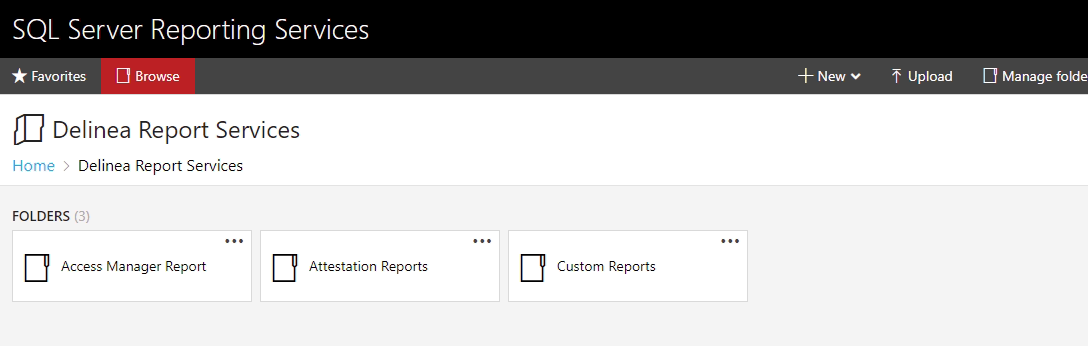 SQL Server Reporting Services
Favorites Browse New Upload Manage folde
Delinea Report Services
Home > Delinea Report Services
FOLDERS (3)
Access Manager Report Attestation Reports Custom Reports